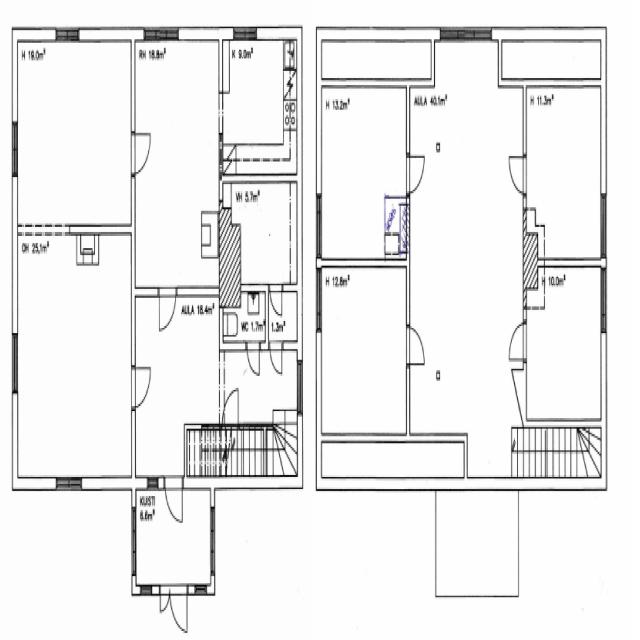 H 19.0m²
RH 18.8m²
K 9.0m²
VH 5.7m²
OH 25,1m²
AULA 16.4m²
WC 1.7m²
1.3m²
KUISTI
6.6m²
H 13.2m²
AULA 40.1m²
H 11.3m²
H 12.6m²
H 10.0m²